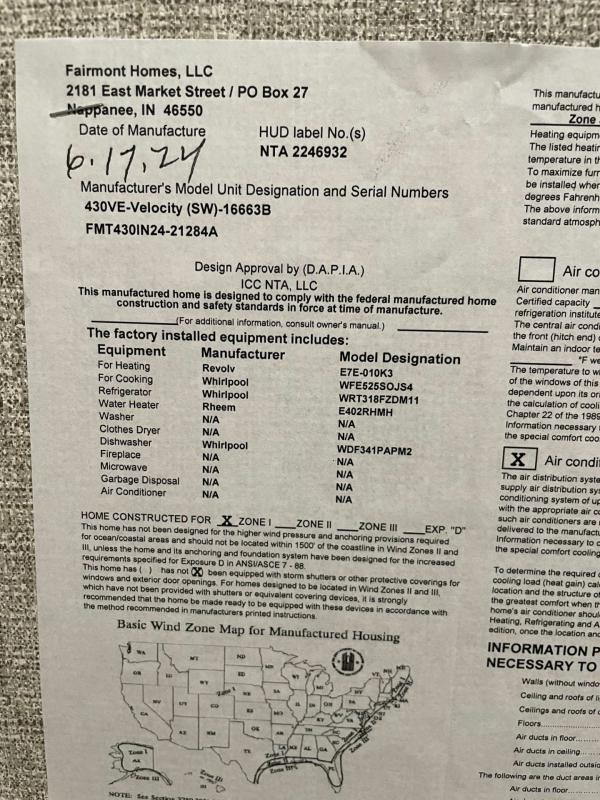 Fairmont Homes, LLC
2181 East Market Street / PO Box 27
Nappanee, IN 46550
Date of Manufacture HUD label No.(s)
6.17.24 NTA 2246932
Manufacturer's Model Unit Designation and Serial Numbers
430VE-Velocity (SW)-16663B
FMT430IN24-21284A
Design Approval by (D.A.P.I.A.)
ICC NTA, LLC
This manufactured home is designed to comply with the federal manufactured home
construction and safety standards in force at time of manufacture.
(For additional information, consult owner's manual.)
The factory installed equipment includes:
Equipment Manufacturer Model Designation
For Heating Revolv E7E-010K3
For Cooking Whirlpool WFE525SOJS4
Refrigerator Whirlpool WRT318FZDM11
Water Heater Rheem E402RHMH
Washer N/A N/A
Clothes Dryer N/A N/A
Dishwasher Whirlpool WDF341PAPM2
Fireplace N/A N/A
Microwave N/A N/A
Garbage Disposal N/A N/A
Air Conditioner N/A N/A
HOME CONSTRUCTED FOR X ZONE I ZONE II ZONE III EXP. "D"
This home has not been designed for the higher wind pressure and anchoring provisions required
for ocean/coastal areas and should not be located within 1500' of the coastline in Wind Zones II and
III, unless the home and its anchoring and foundation system have been designed for the increased
requirements specified for Exposure D in ANSI/ASCE 7 - 88.
This home has ( ) has not (X) been equipped with storm shutters or other protective coverings for
windows and exterior door openings. For homes designed to be located in Wind Zones II and III,
which have not been provided with shutters or equivalent covering devices, it is strongly
recommended that the home be made ready to be equipped with these devices in accordance with
the method recommended in manufacturers printed instructions.
Basic Wind Zone Map for Manufactured Housing
WA MT ND
Zone I
Zone III
NOTE: See Section
This manufactu
manufactured h
Zone
Heating equipm
The listed heatin
temperature in th
To maximize furn
be installed wher
degrees Fahrenh
The above inform
standard atmosph
Air co
Air conditioner man
Certified capacity
refrigeration institute
The central air condi
the front (hitch end)
Maintain an indoor te
°F we
The temperature to w
of the windows of this
dependent upon its ori
the calculation of cooli
Chapter 22 of the 1989
Information necessary
the special comfort coo
X Air condit
The air distribution syste
supply air distribution sys
conditioning system of up
with the appropriate air co
such air conditioners are
delivered to the manufact
Information necessary to c
the special comfort cooling
To determine the required
cooling load (heat gain) calc
location and the structure of
the greatest comfort when th
home's air conditioner shoul
Heating, Refrigerating and A
edition, once the location and
INFORMATION P
NECESSARY TO
Walls (without windo
Ceiling and roofs of li
Ceilings and roofs of
Floors
Air ducts in floor
Air ducts in ceiling
Air ducts installed outsid
The following are the duct areas i
Air ducts in floor